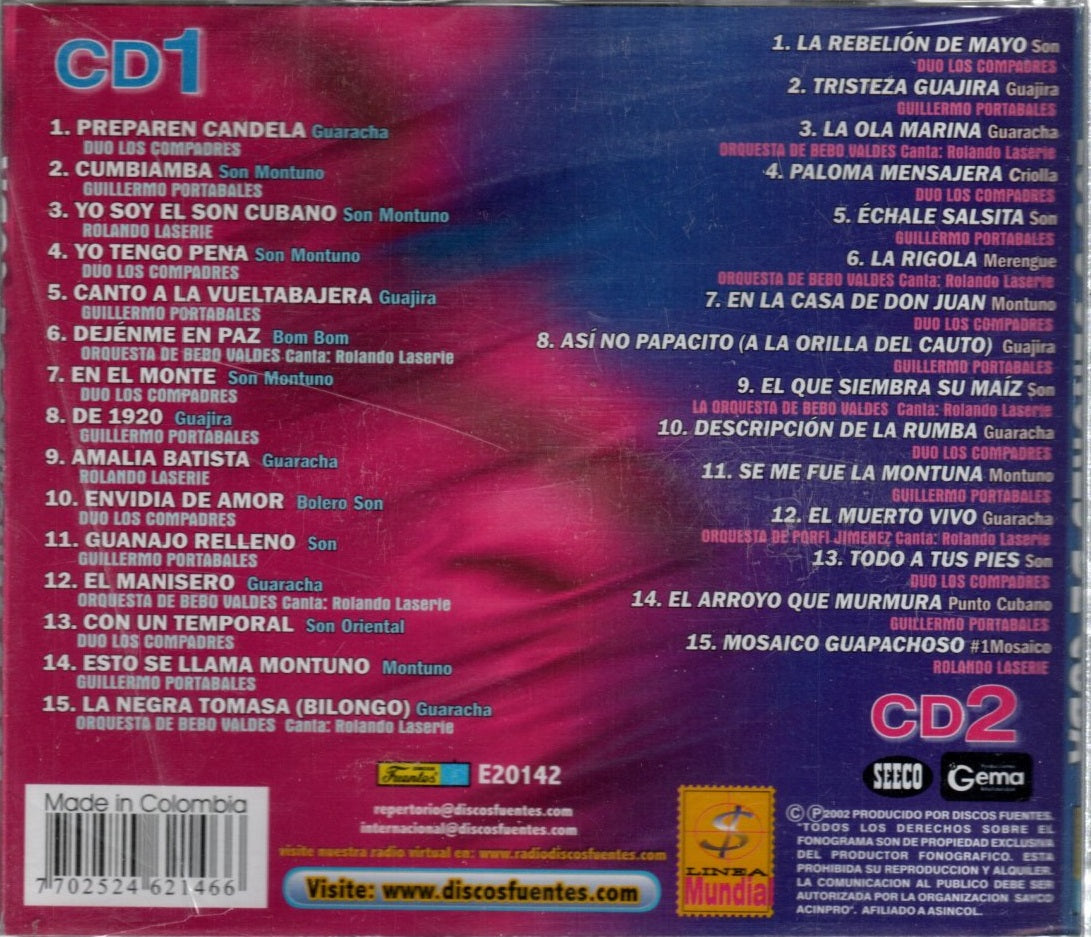 CD1
1. PREPAREN CANDELA Guaracha
DUO LOS COMPADRES
2. CUMBIAMBA Son Montuno
GUILLERMO PORTABALES
3. YO SOY EL SON CUBANO Son Montuno
ROLANDO LASERIE
4. YO TENGO PENA Son Montuno
DUO LOS COMPADRES
5. CANTO A LA VUELTABAJERA Guajira
GUILLERMO PORTABALES
6. DEJÉNME EN PAZ Bom Bom
ORQUESTA DE BEBO VALDES Canta: Rolando Laserie
7. EN EL MONTE Son Montuno
DUO LOS COMPADRES
8. DE 1920 Guajira
GUILLERMO PORTABALES
9. AMALIA BATISTA Guaracha
ROLANDO LASERIE
10. ENVIDIA DE AMOR Bolero Son
DUO LOS COMPADRES
11. GUANAJO RELLENO Son
GUILLERMO PORTABALES
12. EL MANISERO Guaracha
ORQUESTA DE BEBO VALDES Canta: Rolando Laserie
13. CON UN TEMPORAL Son Oriental
DUO LOS COMPADRES
14. ESTO SE LLAMA MONTUNO Montuno
GUILLERMO PORTABALES
15. LA NEGRA TOMASA (BILONGO) Guaracha
ORQUESTA DE BEBO VALDES Canta: Rolando Laserie
1. LA REBELIÓN DE MAYO Son
DUO LOS COMPADRES
2. TRISTEZA GUAJIRA Guajira
GUILLERMO PORTABALES
3. LA OLA MARINA Guaracha
ORQUESTA DE BEBO VALDES Canta: Rolando Laserie
4. PALOMA MENSAJERA Criolla
DUO LOS COMPADRES
5. ÉCHALE SALSITA Son
GUILLERMO PORTABALES
6. LA RIGOLA Merengue
ORQUESTA DE BEBO VALDES Canta: Rolando Laserie
7. EN LA CASA DE DON JUAN Montuno
DUO LOS COMPADRES
8. ASÍ NO PAPACITO (A LA ORILLA DEL CAUTO) Guajira
GUILLERMO PORTABALES
9. EL QUE SIEMBRA SU MAÍZ Son
LA ORQUESTA DE BEBO VALDES Canta: Rolando Laserie
10. DESCRIPCIÓN DE LA RUMBA Guaracha
DUO LOS COMPADRES
11. SE ME FUE LA MONTUNA Montuno
GUILLERMO PORTABALES
12. EL MUERTO VIVO Guaracha
ORQUESTA DE PORFI JIMENEZ Canta: Rolando Laserie
13. TODO A TUS PIES Son
DUO LOS COMPADRES
14. EL ARROYO QUE MURMURA Punto Cubano
GUILLERMO PORTABALES
15. MOSAICO GUAPACHOSO #1Mosaico
ROLANDO LASERIE
CD2
SEECO
Gema
Fuentes E20142
Made in Colombia
7 702524 621466
repertorio@discosfuentes.com
internacional@discosfuentes.com
visite nuestra radio virtual en: www.radiodiscosfuentes.com
Visite: www.discosfuentes.com
$
LINEA
Mundial
© ℗2002 PRODUCIDO POR DISCOS FUENTES.
"TODOS LOS DERECHOS SOBRE EL
FONOGRAMA SON DE PROPIEDAD EXCLUSIVA
DEL PRODUCTOR FONOGRAFICO. ESTA
PROHIBIDA SU REPRODUCCION Y ALQUILER.
LA COMUNICACION AL PUBLICO DEBE SER
AUTORIZADA POR LA ORGANIZACION SAYCO
ACINPRO". AFILIADO A ASINCOL.